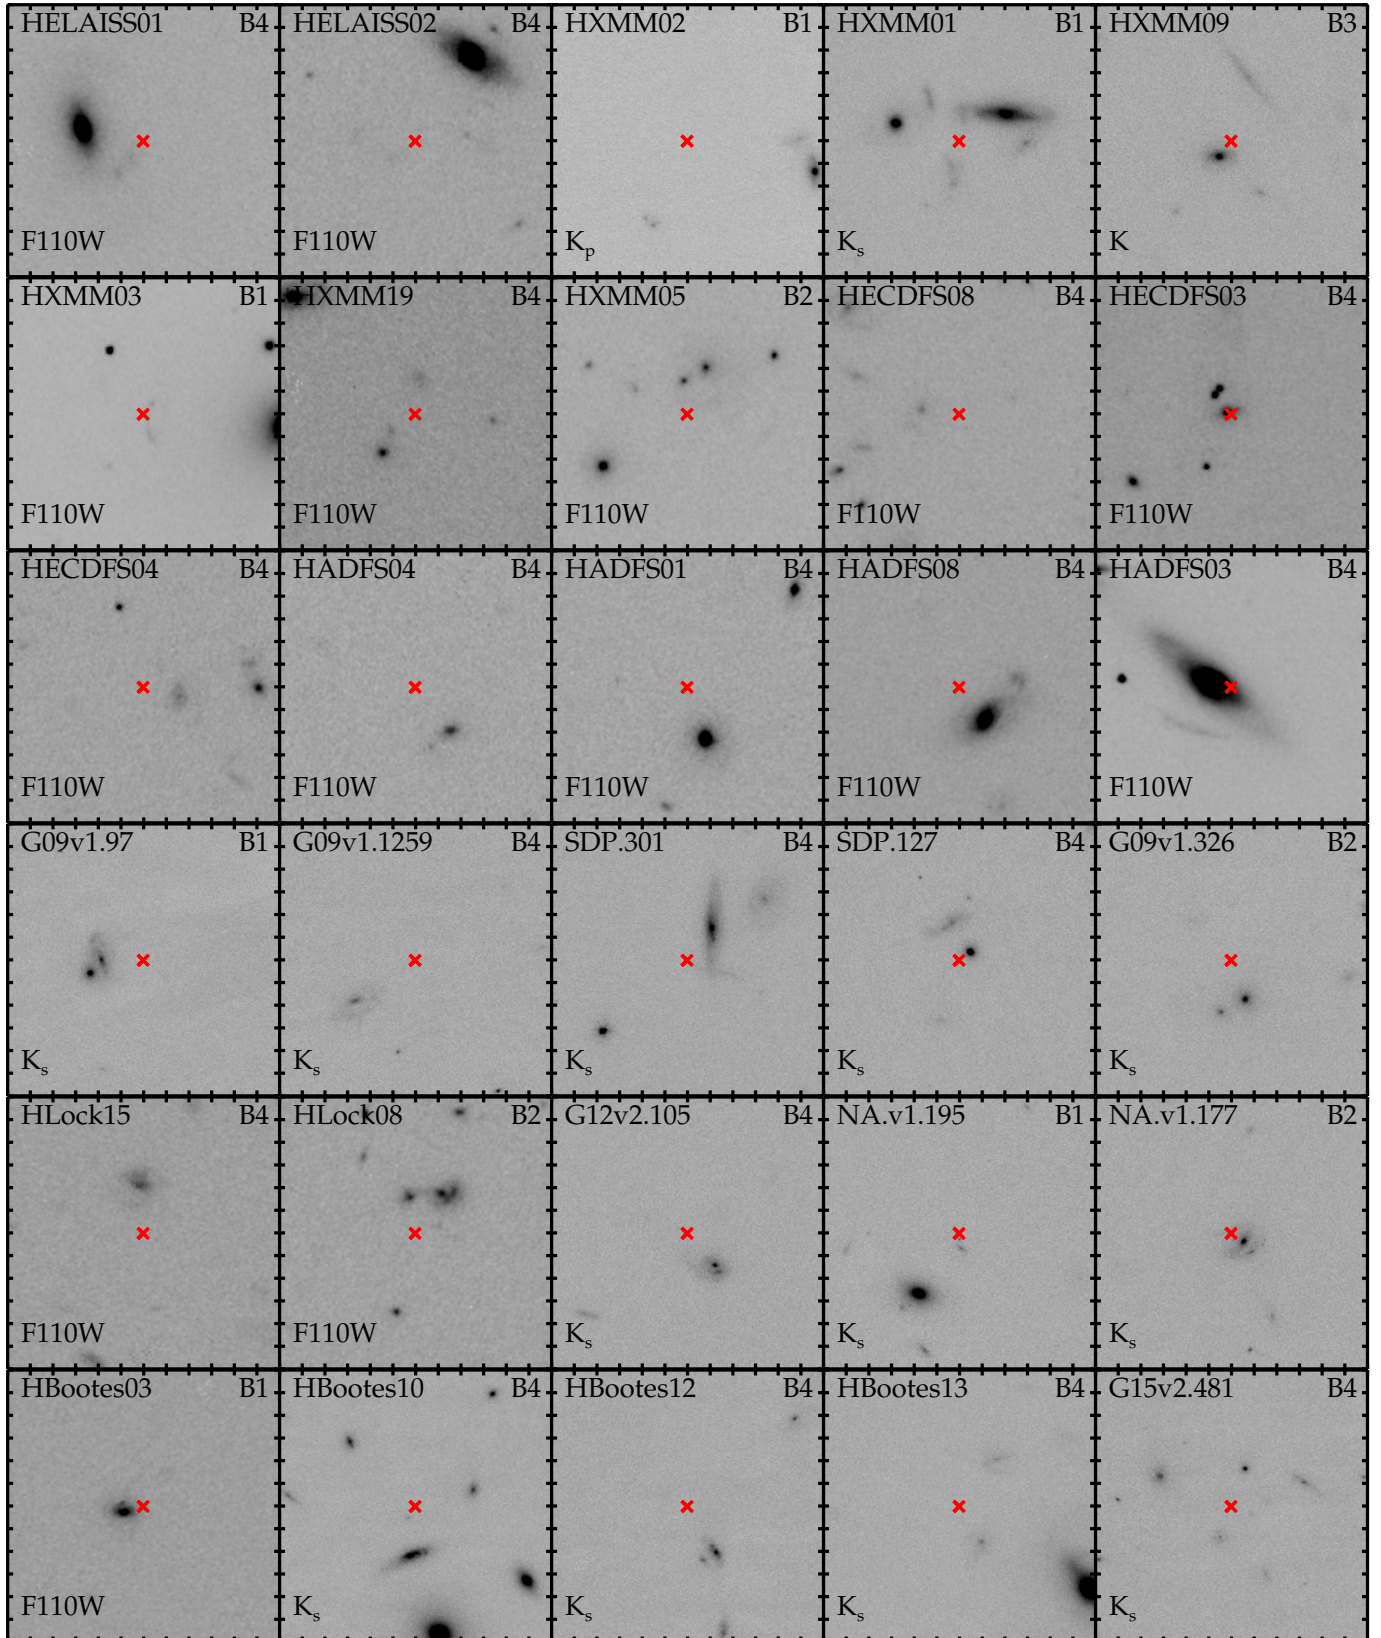 HELAISS01 B4 HELAISS02 B4 HXMM02 B1 HXMM01 B1 HXMM09 B3
F110W F110W Kp Ks K
HXMM03 B1 HXMM19 B4 HXMM05 B2 HECDFS08 B4 HECDFS03 B4
F110W F110W F110W F110W F110W
HECDFS04 B4 HADFS04 B4 HADFS01 B4 HADFS08 B4 HADFS03 B4
F110W F110W F110W F110W F110W
G09v1.97 B1 G09v1.1259 B4 SDP.301 B4 SDP.127 B4 G09v1.326 B2
Ks Ks Ks Ks Ks
HLock15 B4 HLock08 B2 G12v2.105 B4 NA.v1.195 B1 NA.v1.177 B2
F110W F110W Ks Ks Ks
HBootes03 B1 HBootes10 B4 HBootes12 B4 HBootes13 B4 G15v2.481 B4
F110W Ks Ks Ks Ks